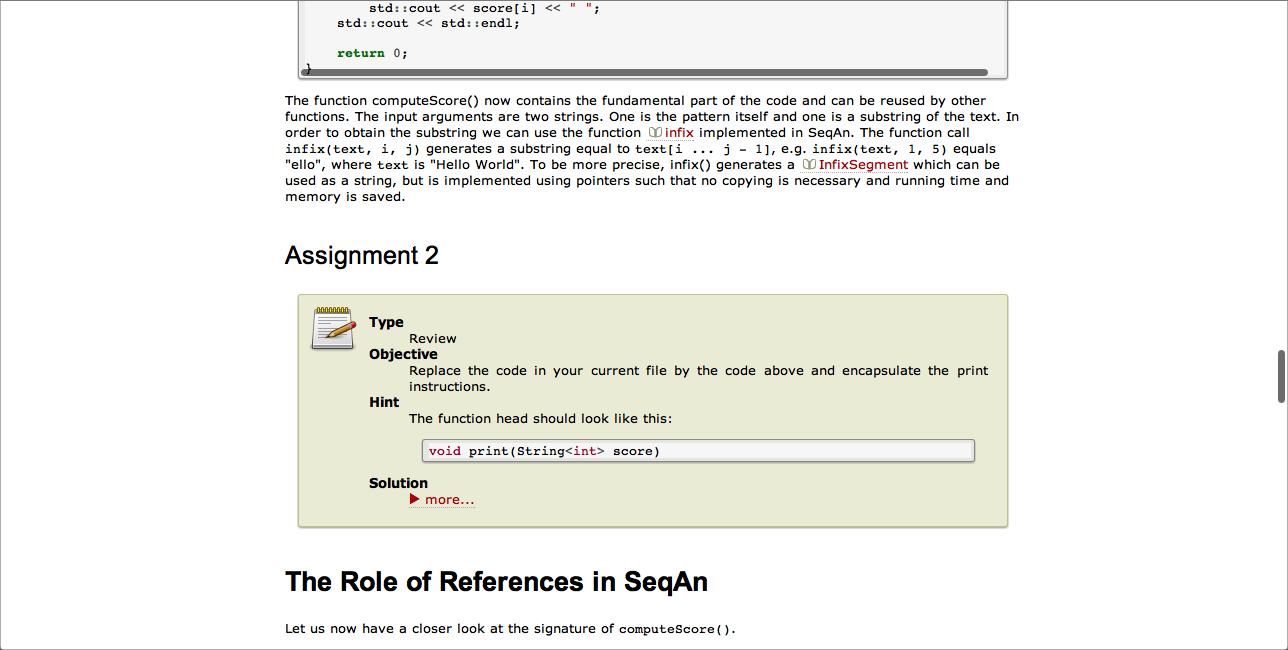 std::cout << score[i] << " ";
std::cout << std::endl;
return 0;
}
The function computeScore() now contains the fundamental part of the code and can be reused by other
functions. The input arguments are two strings. One is the pattern itself and one is a substring of the text. In
order to obtain the substring we can use the function infix implemented in SeqAn. The function call
infix(text, i, j) generates a substring equal to text[i ... j - 1], e.g. infix(text, 1, 5) equals
"ello", where text is "Hello World". To be more precise, infix() generates a InfixSegment which can be
used as a string, but is implemented using pointers such that no copying is necessary and running time and
memory is saved.
Assignment 2
Type
Review
Objective
Replace the code in your current file by the code above and encapsulate the print
instructions.
Hint
The function head should look like this:
void print(String<int> score)
Solution
more...
The Role of References in SeqAn
Let us now have a closer look at the signature of computeScore().